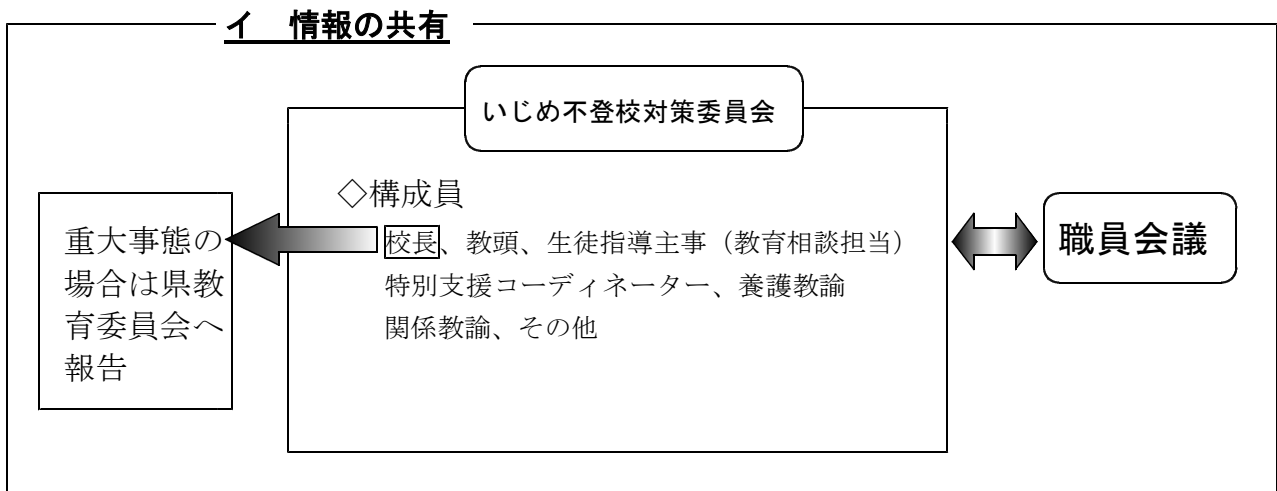 イ　情報の共有
いじめ不登校対策委員会
◇構成員
校長、教頭、生徒指導主事（教育相談担当）
特別支援コーディネーター、養護教諭
関係教諭、その他
重大事態の
場合は県教
育委員会へ
報告
職員会議